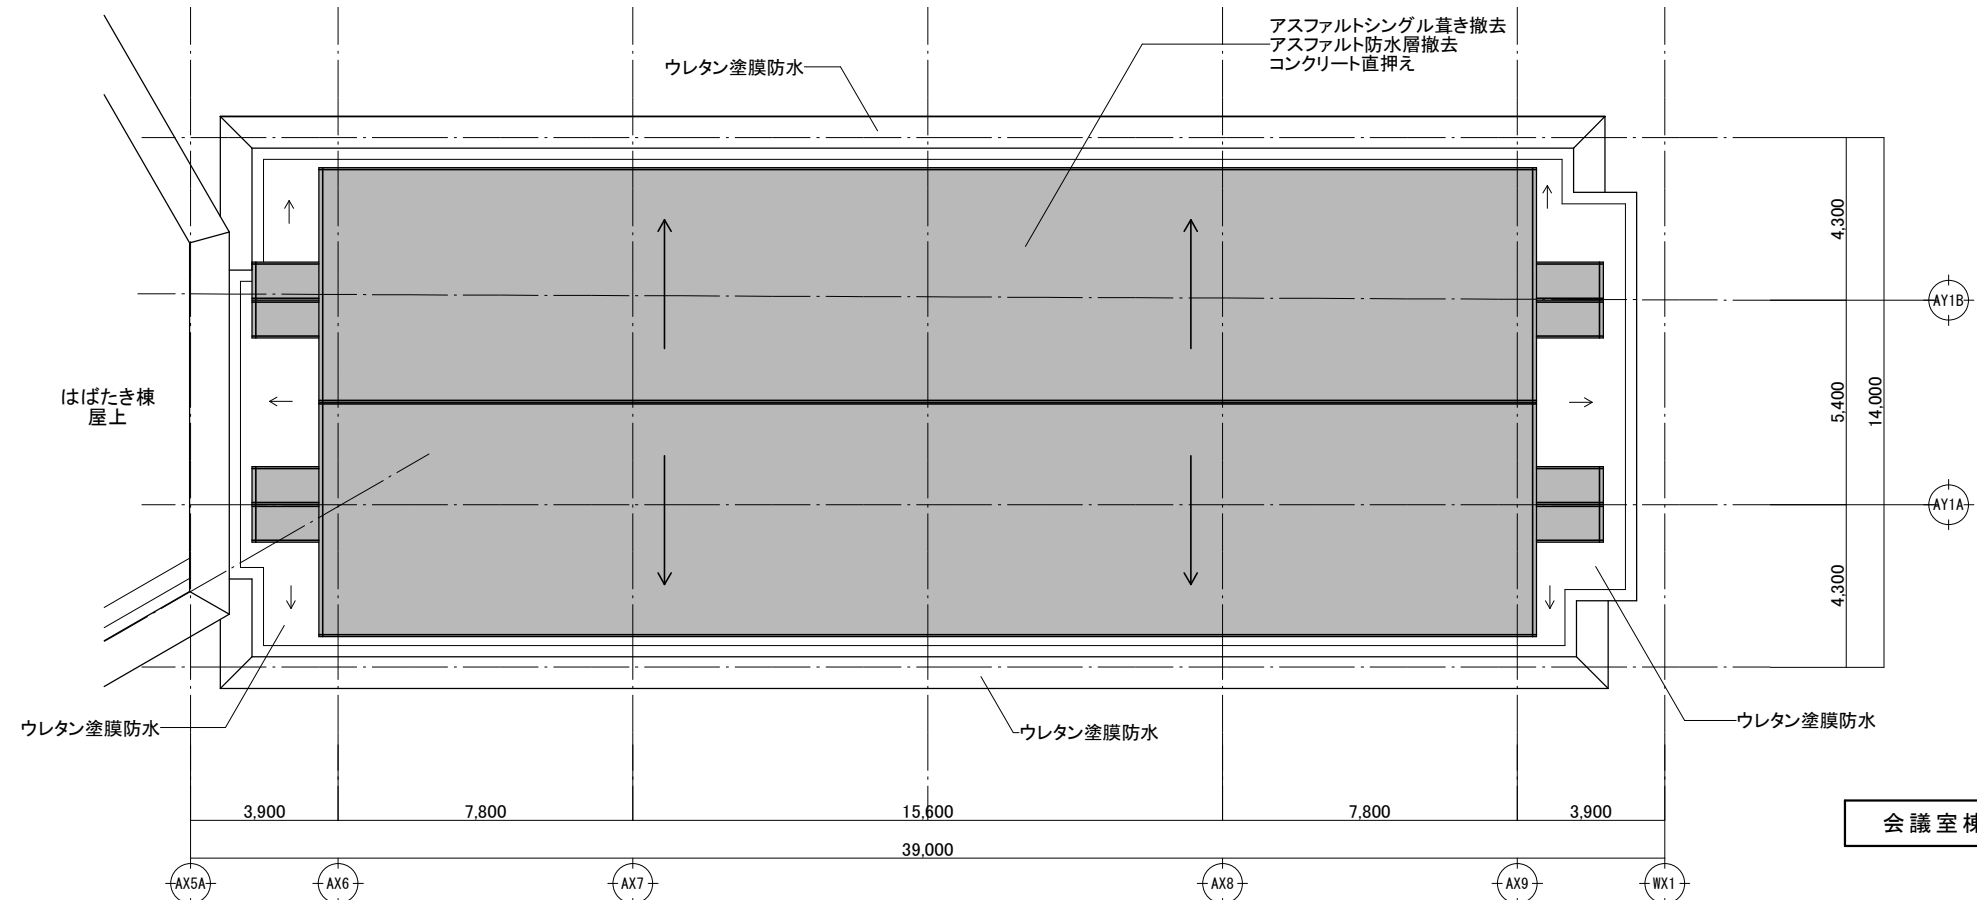 アスファルトシングル葺き撤去
アスファルト防水層撤去
コンクリート直押え
ウレタン塗膜防水
4,300
AY1B
はばたき棟
屋上
5,400
14,000
AY1A
4,300
ウレタン塗膜防水
ウレタン塗膜防水
ウレタン塗膜防水
3,900
7,800
15,600
7,800
3,900
会議室棟
39,000
AX5A
AX6
AX7
AX8
AX9
WX1